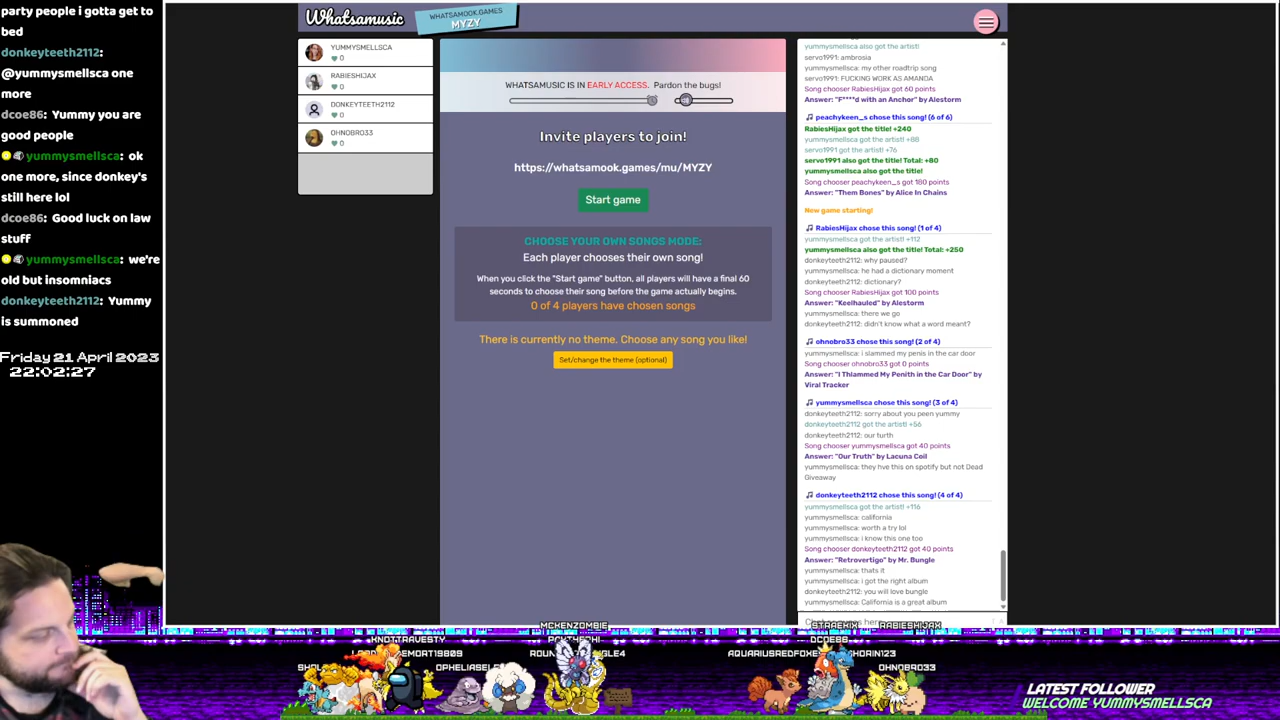 party people i gotta get to
bed
donkeyteeth2112:
@yummysmellsca one
more
dcoe86: Yummy you are
good people
yummysmellsca: ok
one more, since donkey
still here lol
dcoe86: Good luck on
stuff
yummysmellsca: you're
good, thanks mannics
donkeyteeth2112: Yummy
is seasoned
Friday 21 April 2023
22:02:27
Whatsamusic
WHATSAMOOK.GAMES
MYZY
YUMMYSMELLSCA
0
RABIESHIJAX
0
DONKEYTEETH2112
0
OHNOBRO33
0
WHATSAMUSIC IS IN EARLY ACCESS. Pardon the bugs!
Invite players to join!
https://whatsamook.games/mu/MYZY
Start game
CHOOSE YOUR OWN SONGS MODE:
Each player chooses their own song!
When you click the "Start game" button, all players will have a final 60
seconds to choose their song before the game actually begins.
0 of 4 players have chosen songs
There is currently no theme. Choose any song you like!
Set/change the theme (optional)
yummysmellsca also got the artist!
servo1991: ambrosia
yummysmellsca: my other roadtrip song
servo1991: FUCKING WORK AS AMANDA
Song chooser RabiesHijax got 60 points
Answer: "F****d with an Anchor" by Alestorm
peachykeen_s chose this song! (6 of 6)
RabiesHijax got the title! +240
yummysmellsca got the artist! +88
servo1991 got the artist! +76
servo1991 also got the title! Total: +80
yummysmellsca also got the title!
Song chooser peachykeen_s got 180 points
Answer: "Them Bones" by Alice In Chains
New game starting!
RabiesHijax chose this song! (1 of 4)
yummysmellsca got the artist! +112
yummysmellsca also got the title! Total: +250
donkeyteeth2112: why paused?
yummysmellsca: he had a dictionary moment
donkeyteeth2112: dictionary?
Song chooser RabiesHijax got 100 points
Answer: "Keelhauled" by Alestorm
yummysmellsca: there we go
donkeyteeth2112: didn't know what a word meant?
ohnobro33 chose this song! (2 of 4)
yummysmellsca: i slammed my penis in the car door
Song chooser ohnobro33 got 0 points
Answer: "I Thlammed My Penith in the Car Door" by
Viral Tracker
yummysmellsca chose this song! (3 of 4)
donkeyteeth2112: sorry about you peen yummy
donkeyteeth2112 got the artist! +56
donkeyteeth2112: our turth
Song chooser yummysmellsca got 40 points
Answer: "Our Truth" by Lacuna Coil
yummysmellsca: they hve this on spotify but not Dead
Giveaway
donkeyteeth2112 chose this song! (4 of 4)
yummysmellsca got the artist! +116
yummysmellsca: california
yummysmellsca: worth a try lol
yummysmellsca: i know this one too
Song chooser donkeyteeth2112 got 40 points
Answer: "Retrovertigo" by Mr. Bungle
yummysmellsca: thats it
yummysmellsca: i got the right album
donkeyteeth2112: you will love bungle
yummysmellsca: California is a great album
MCKENZOMBIE
RABIESHIJAX
DCOE86
KNOTTRAVESTY
OHNOBRO33
LATEST FOLLOWER
WELCOME YUMMYSMELLSCA